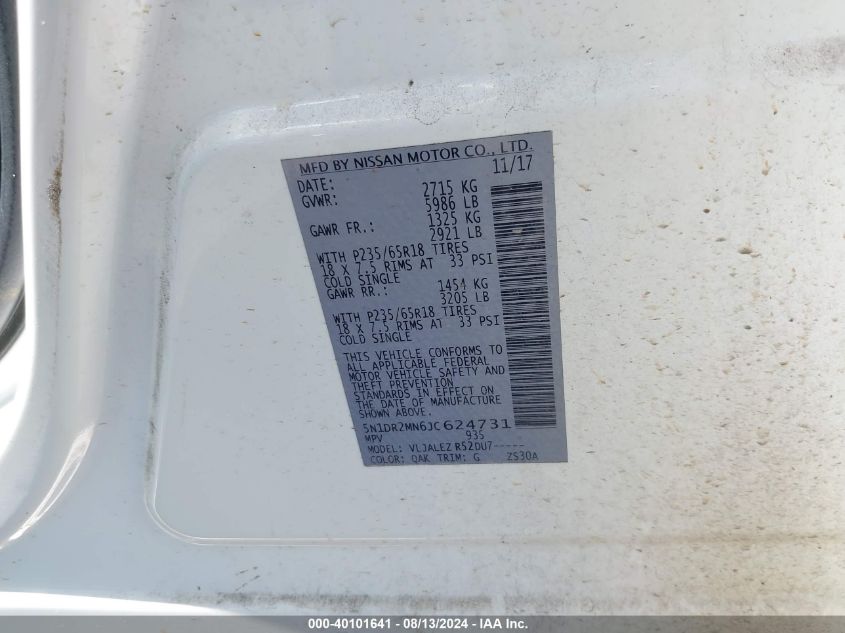 MFD BY NISSAN MOTOR CO., LTD.
DATE: 11/17
GVWR: 2715 KG
5986 LB
GAWR FR.: 1325 KG
2921 LB
WITH P235/65R18 TIRES
18 X 7.5 RIMS AT 33 PSI
COLD SINGLE
GAWR RR.: 1454 KG
3205 LB
WITH P235/65R18 TIRES
18 X 7.5 RIMS AT 33 PSI
COLD SINGLE
THIS VEHICLE CONFORMS TO
ALL APPLICABLE FEDERAL
MOTOR VEHICLE SAFETY AND
THEFT PREVENTION
STANDARDS IN EFFECT ON
THE DATE OF MANUFACTURE
SHOWN ABOVE.
5N1DR2MN6JC624731
MPV 935
MODEL: VLJALEZ R52DU7-----
COLOR: QAK TRIM: G ZS30A
000-40101641 - 08/13/2024 - IAAI.com